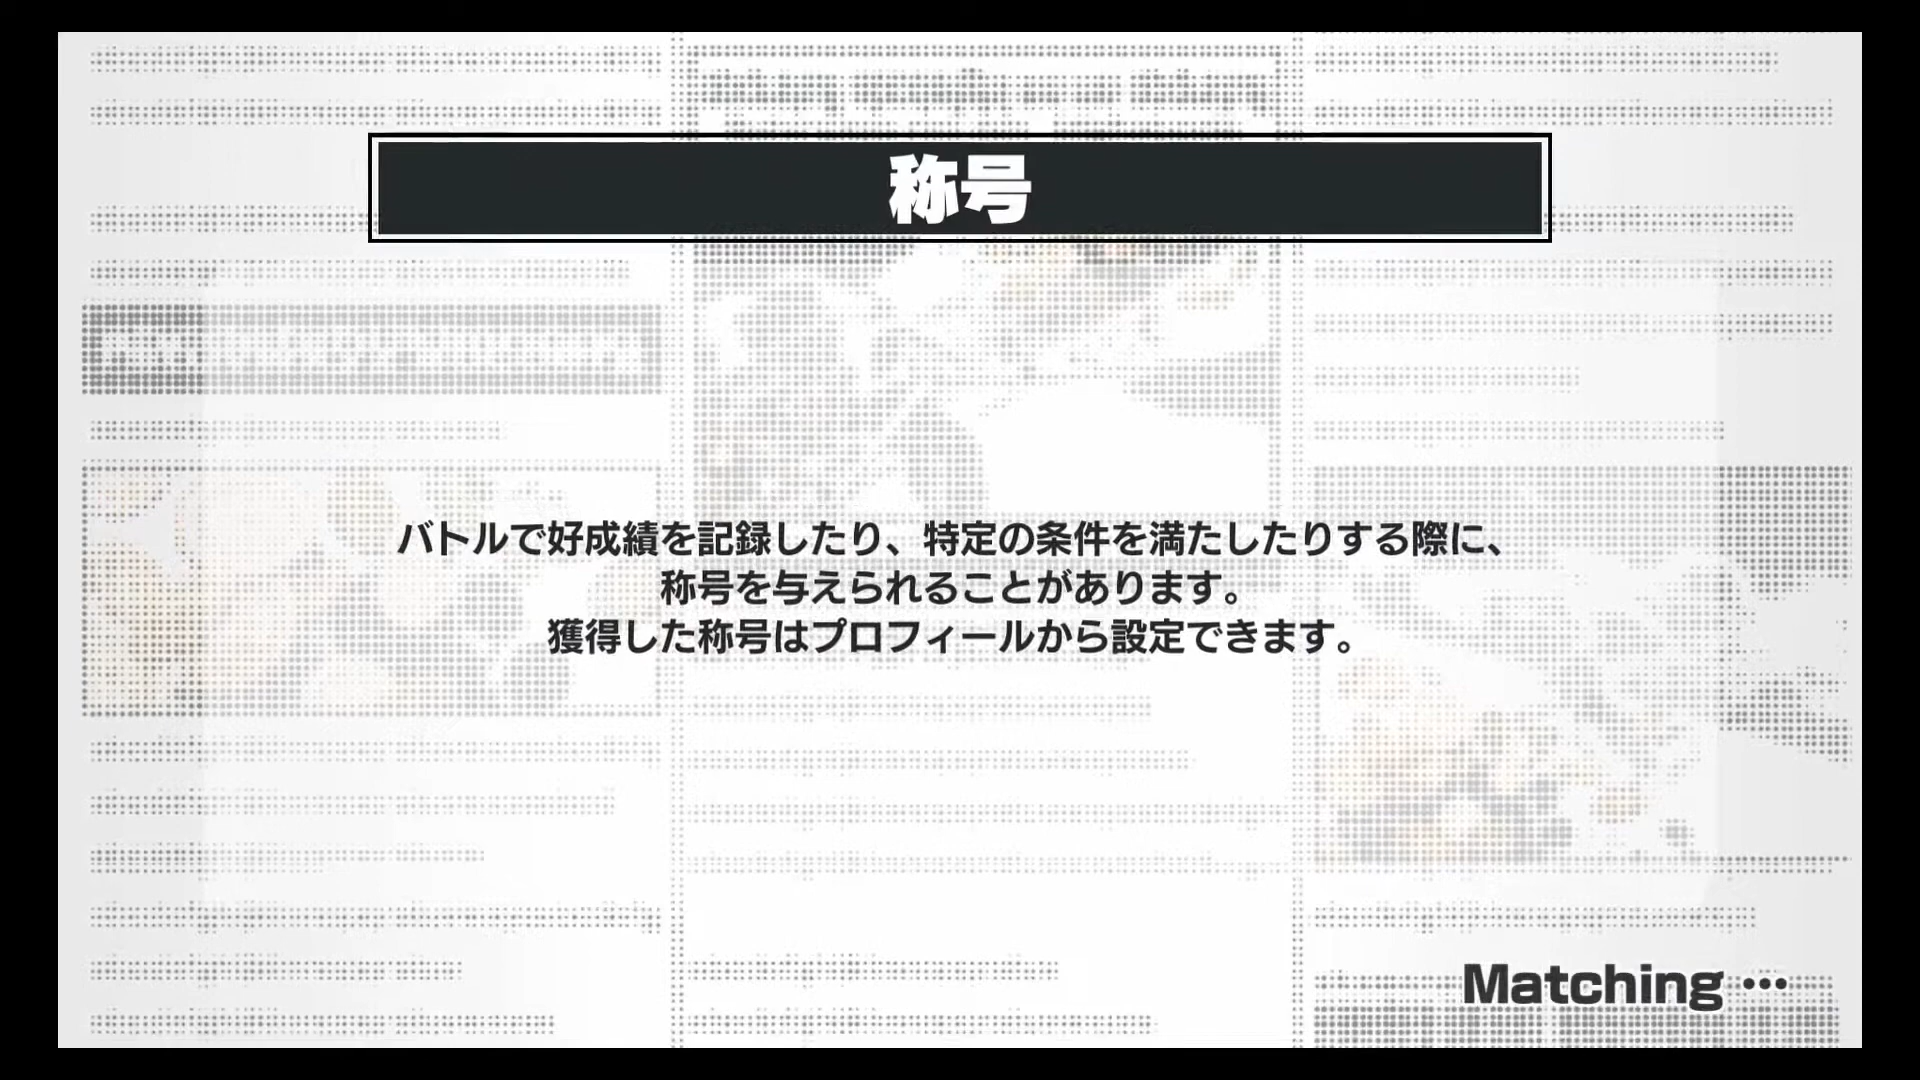 称号
バトルで好成績を記録したり、特定の条件を満たしたりする際に、
称号を与えられることがあります。
獲得した称号はプロフィールから設定できます。
Matching …